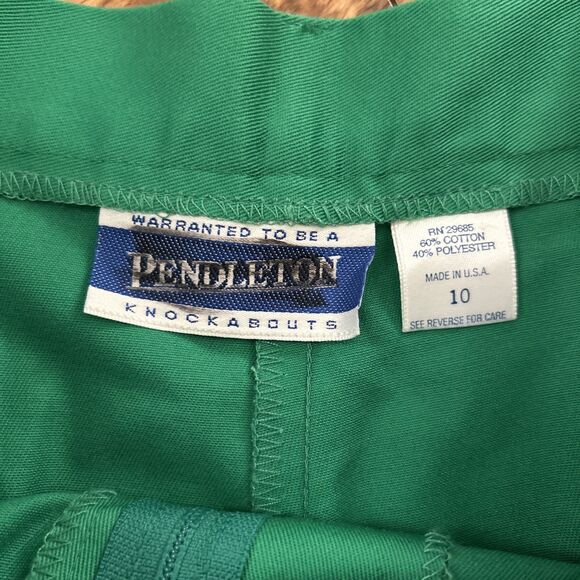 WARRANTED TO BE A
PENDLETON
KNOCKABOUTS
RN 29685
60% COTTON
40% POLYESTER
MADE IN U.S.A.
10
SEE REVERSE FOR CARE